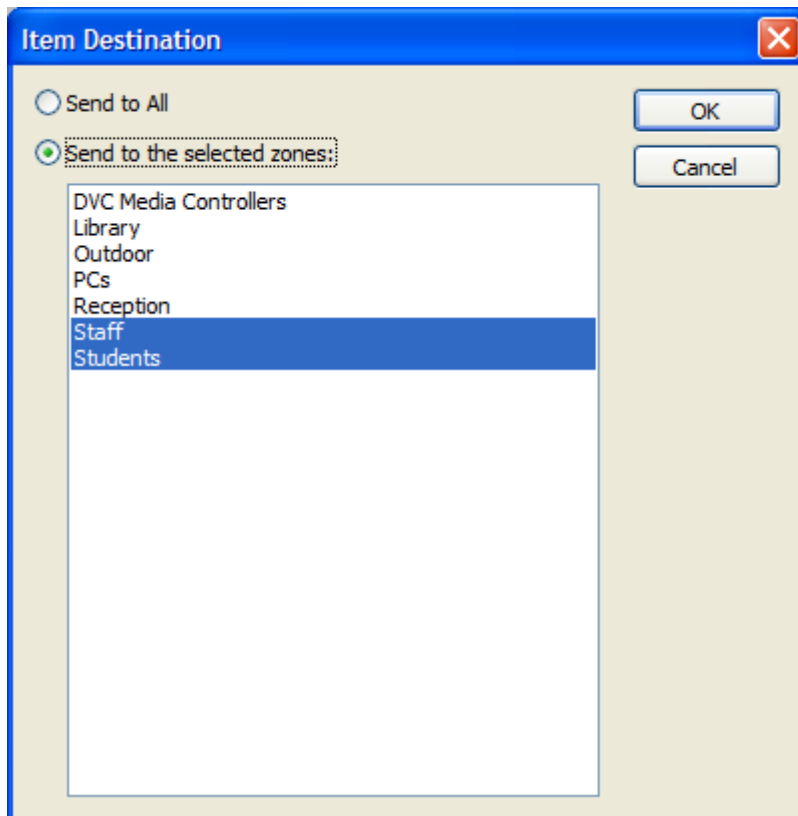 Item Destination
Send to All
OK
Send to the selected zones:
Cancel
DVC Media Controllers
Library
Outdoor
PCs
Reception
Staff
Students